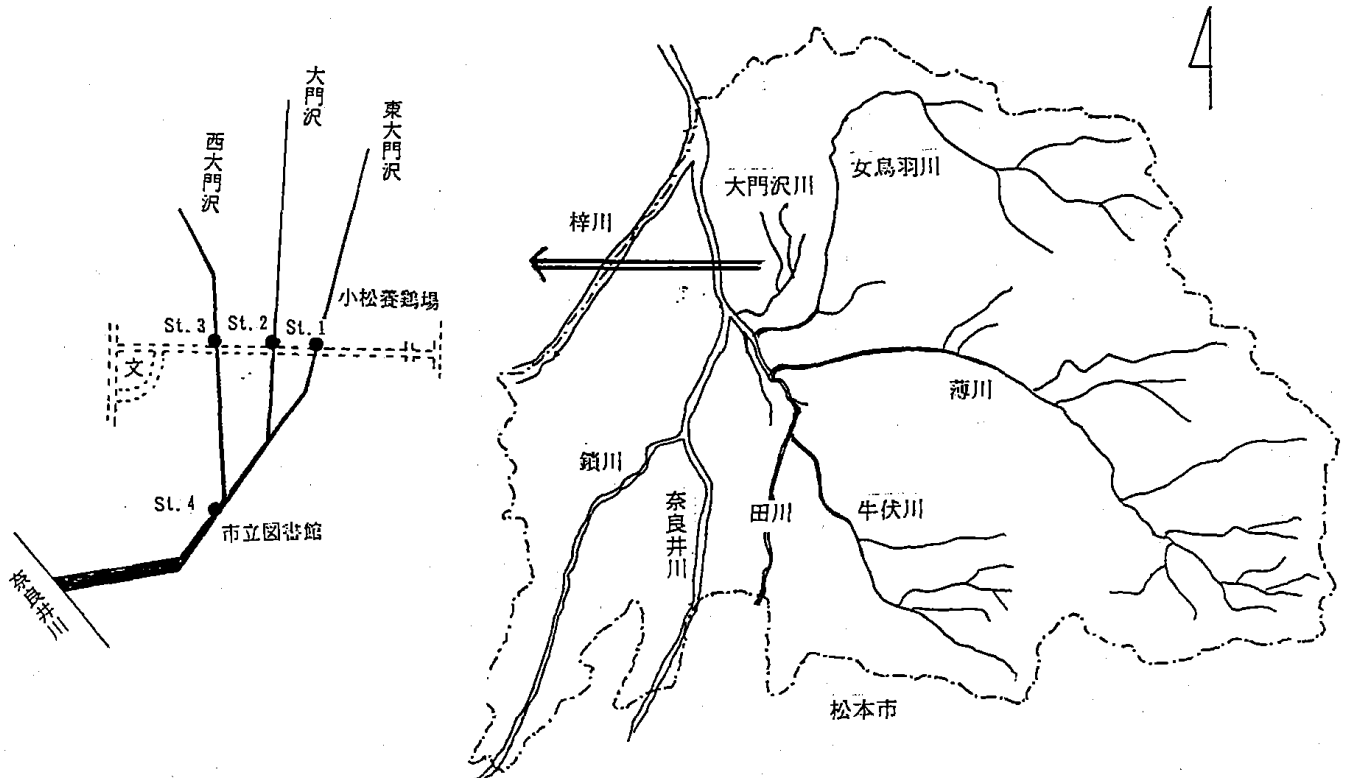 大門沢
東大門沢
西大門沢
小松養鶏場
St. 3
St. 2
St. 1
文
St. 4
市立図書館
奈良井川
大門沢川
女鳥羽川
梓川
薄川
鎖川
奈良井川
田川
牛伏川
松本市